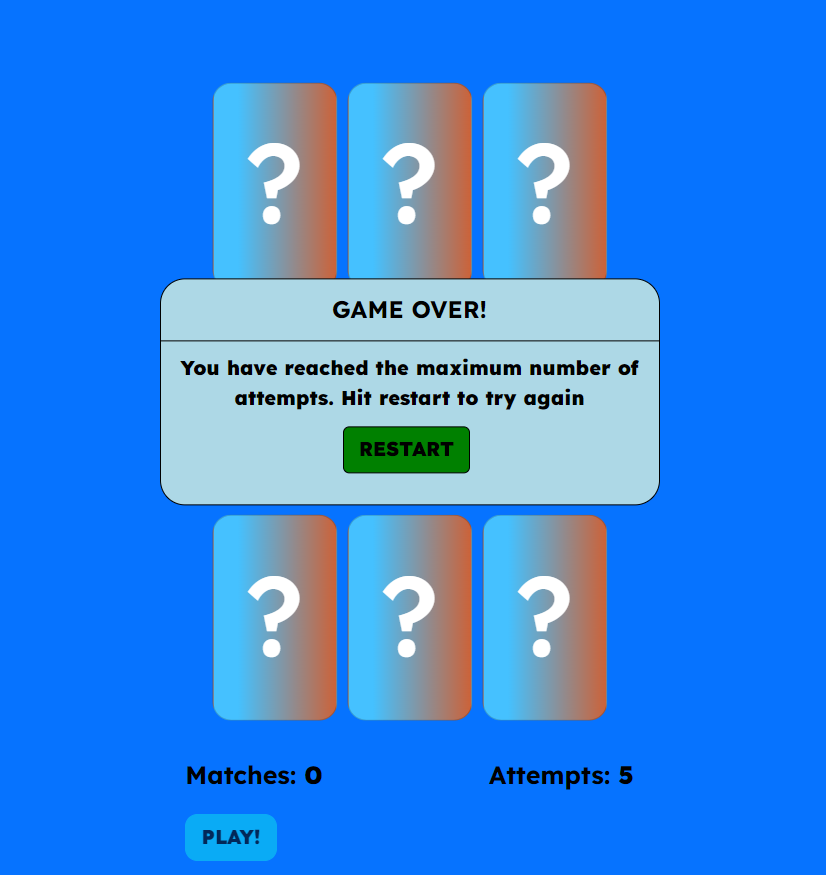 ? ? ?
GAME OVER!
You have reached the maximum number of
attempts. Hit restart to try again
RESTART
? ? ?
Matches: 0 Attempts: 5
PLAY!